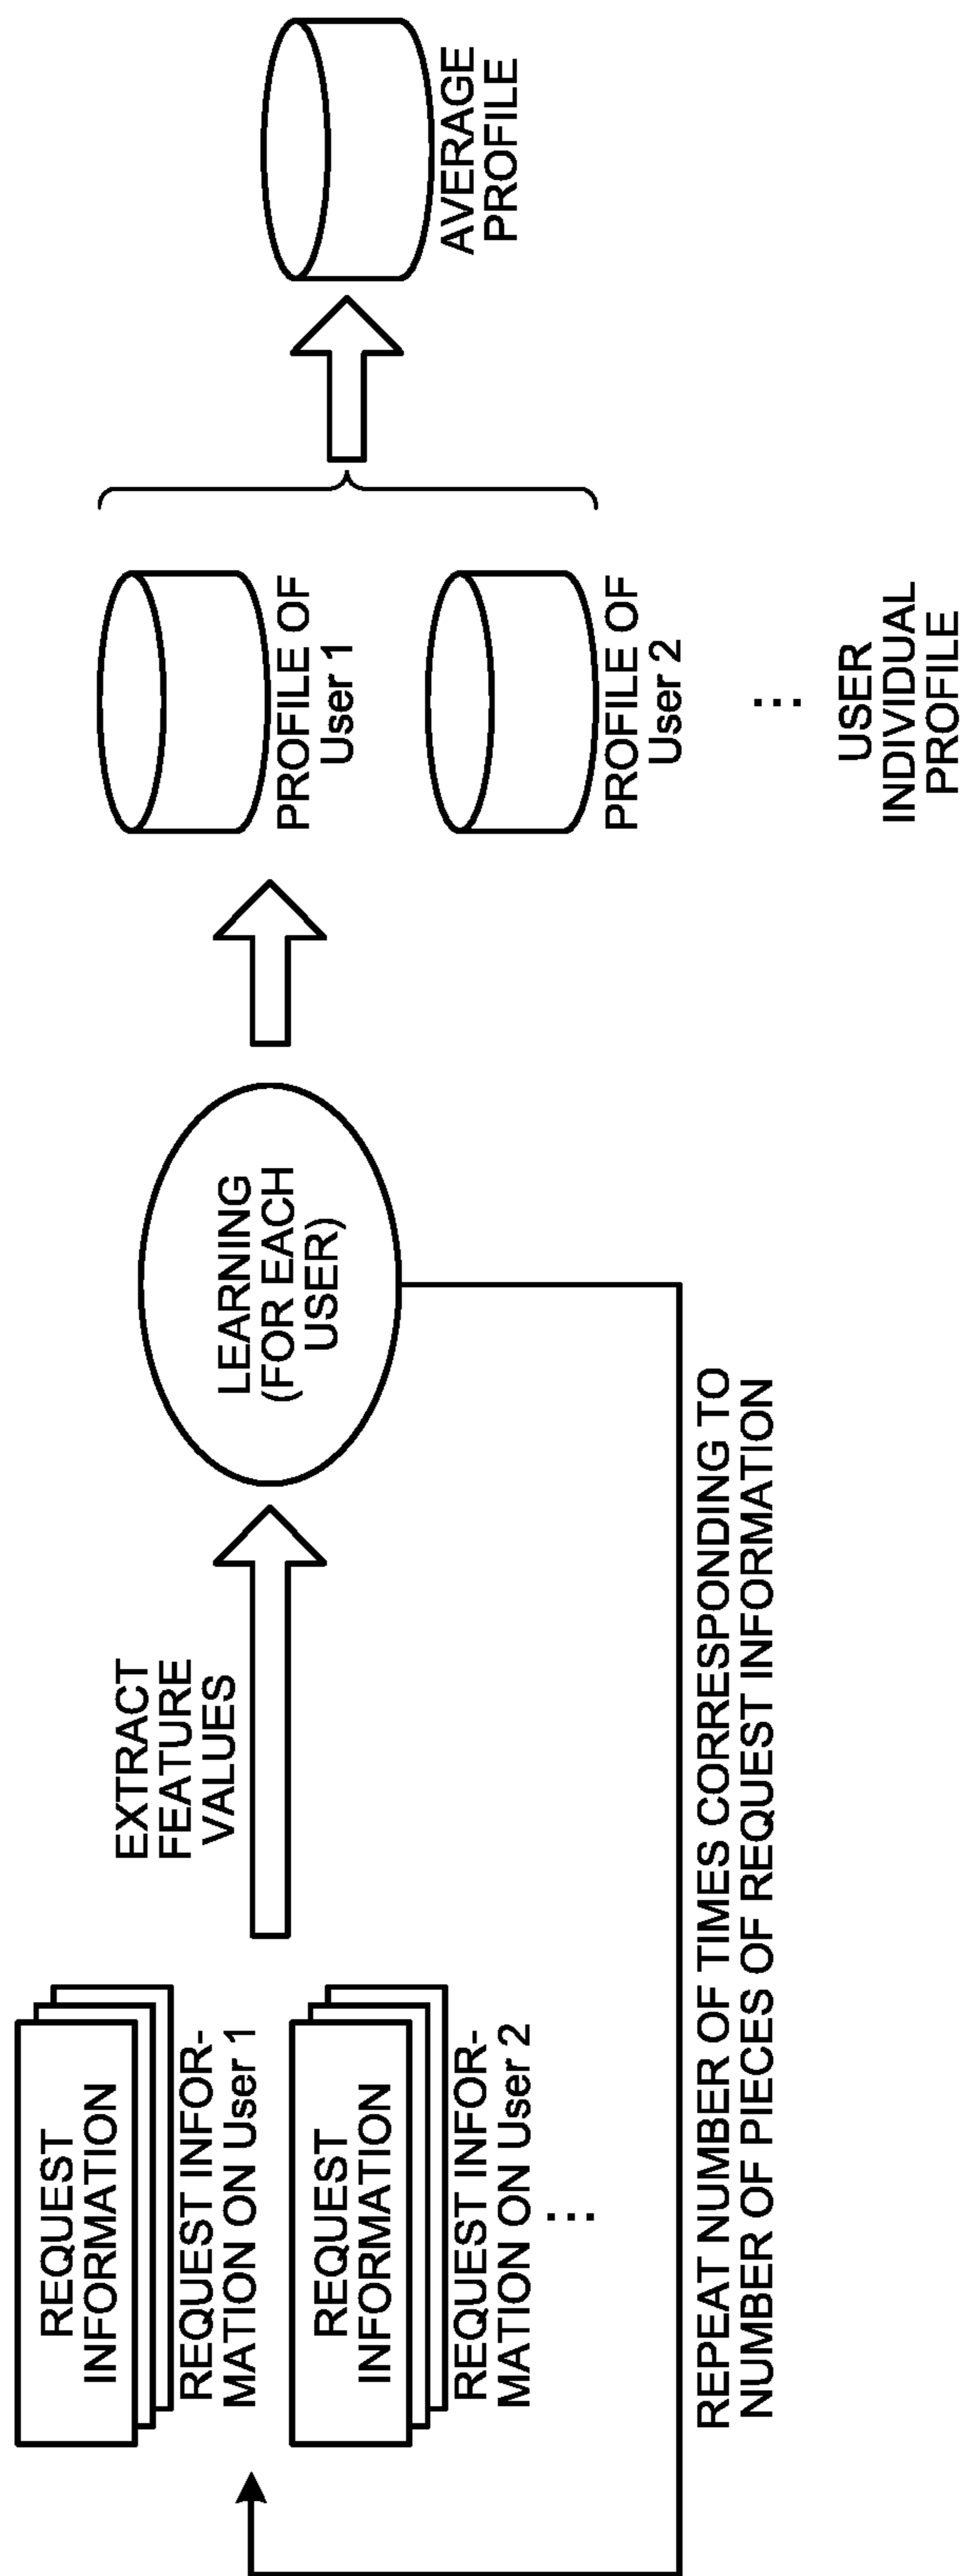 REQUEST
INFORMATION
REQUEST INFOR-
MATION ON User 1
REQUEST
INFORMATION
REQUEST INFOR-
MATION ON User 2
...
EXTRACT
FEATURE
VALUES
LEARNING
(FOR EACH
USER)
REPEAT NUMBER OF TIMES CORRESPONDING TO
NUMBER OF PIECES OF REQUEST INFORMATION
PROFILE OF
User 1
PROFILE OF
User 2
...
USER
INDIVIDUAL
PROFILE
AVERAGE
PROFILE